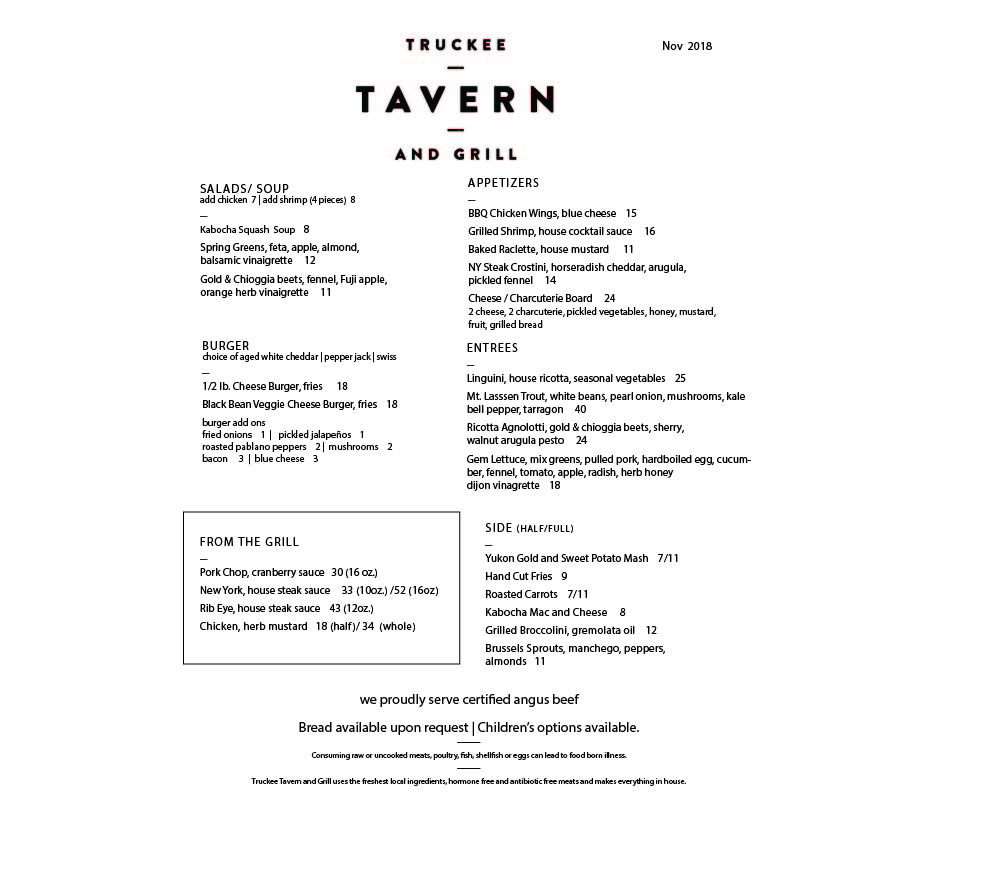 TRUCKEE
Nov 2018
—
TAVERN
—
AND GRILL
SALADS/ SOUP
add chicken 7 | add shrimp (4 pieces) 8
—
Kabocha Squash Soup 8
Spring Greens, feta, apple, almond,
balsamic vinaigrette 12
Gold & Chioggia beets, fennel, Fuji apple,
orange herb vinaigrette 11
BURGER
choice of aged white cheddar | pepper jack | swiss
—
1/2 lb. Cheese Burger, fries 18
Black Bean Veggie Cheese Burger, fries 18
burger add ons
fried onions 1 | pickled jalapeños 1
roasted pablano peppers 2 | mushrooms 2
bacon 3 | blue cheese 3
APPETIZERS
—
BBQ Chicken Wings, blue cheese 15
Grilled Shrimp, house cocktail sauce 16
Baked Raclette, house mustard 11
NY Steak Crostini, horseradish cheddar, arugula,
pickled fennel 14
Cheese / Charcuterie Board 24
2 cheese, 2 charcuterie, pickled vegetables, honey, mustard,
fruit, grilled bread
ENTREES
—
Linguini, house ricotta, seasonal vegetables 25
Mt. Lasssen Trout, white beans, pearl onion, mushrooms, kale
bell pepper, tarragon 40
Ricotta Agnolotti, gold & chioggia beets, sherry,
walnut arugula pesto 24
Gem Lettuce, mix greens, pulled pork, hardboiled egg, cucum-
ber, fennel, tomato, apple, radish, herb honey
dijon vinagrette 18
FROM THE GRILL
—
Pork Chop, cranberry sauce 30 (16 oz.)
New York, house steak sauce 33 (10oz.) /52 (16oz)
Rib Eye, house steak sauce 43 (12oz.)
Chicken, herb mustard 18 (half)/ 34 (whole)
SIDE (HALF/FULL)
—
Yukon Gold and Sweet Potato Mash 7/11
Hand Cut Fries 9
Roasted Carrots 7/11
Kabocha Mac and Cheese 8
Grilled Broccolini, gremolata oil 12
Brussels Sprouts, manchego, peppers,
almonds 11
we proudly serve certified angus beef
Bread available upon request | Children's options available.
Consuming raw or uncooked meats, poultry, fish, shellfish or eggs can lead to food born illness.
Truckee Tavern and Grill uses the freshest local ingredients, hormone free and antibiotic free meats and makes everything in house.